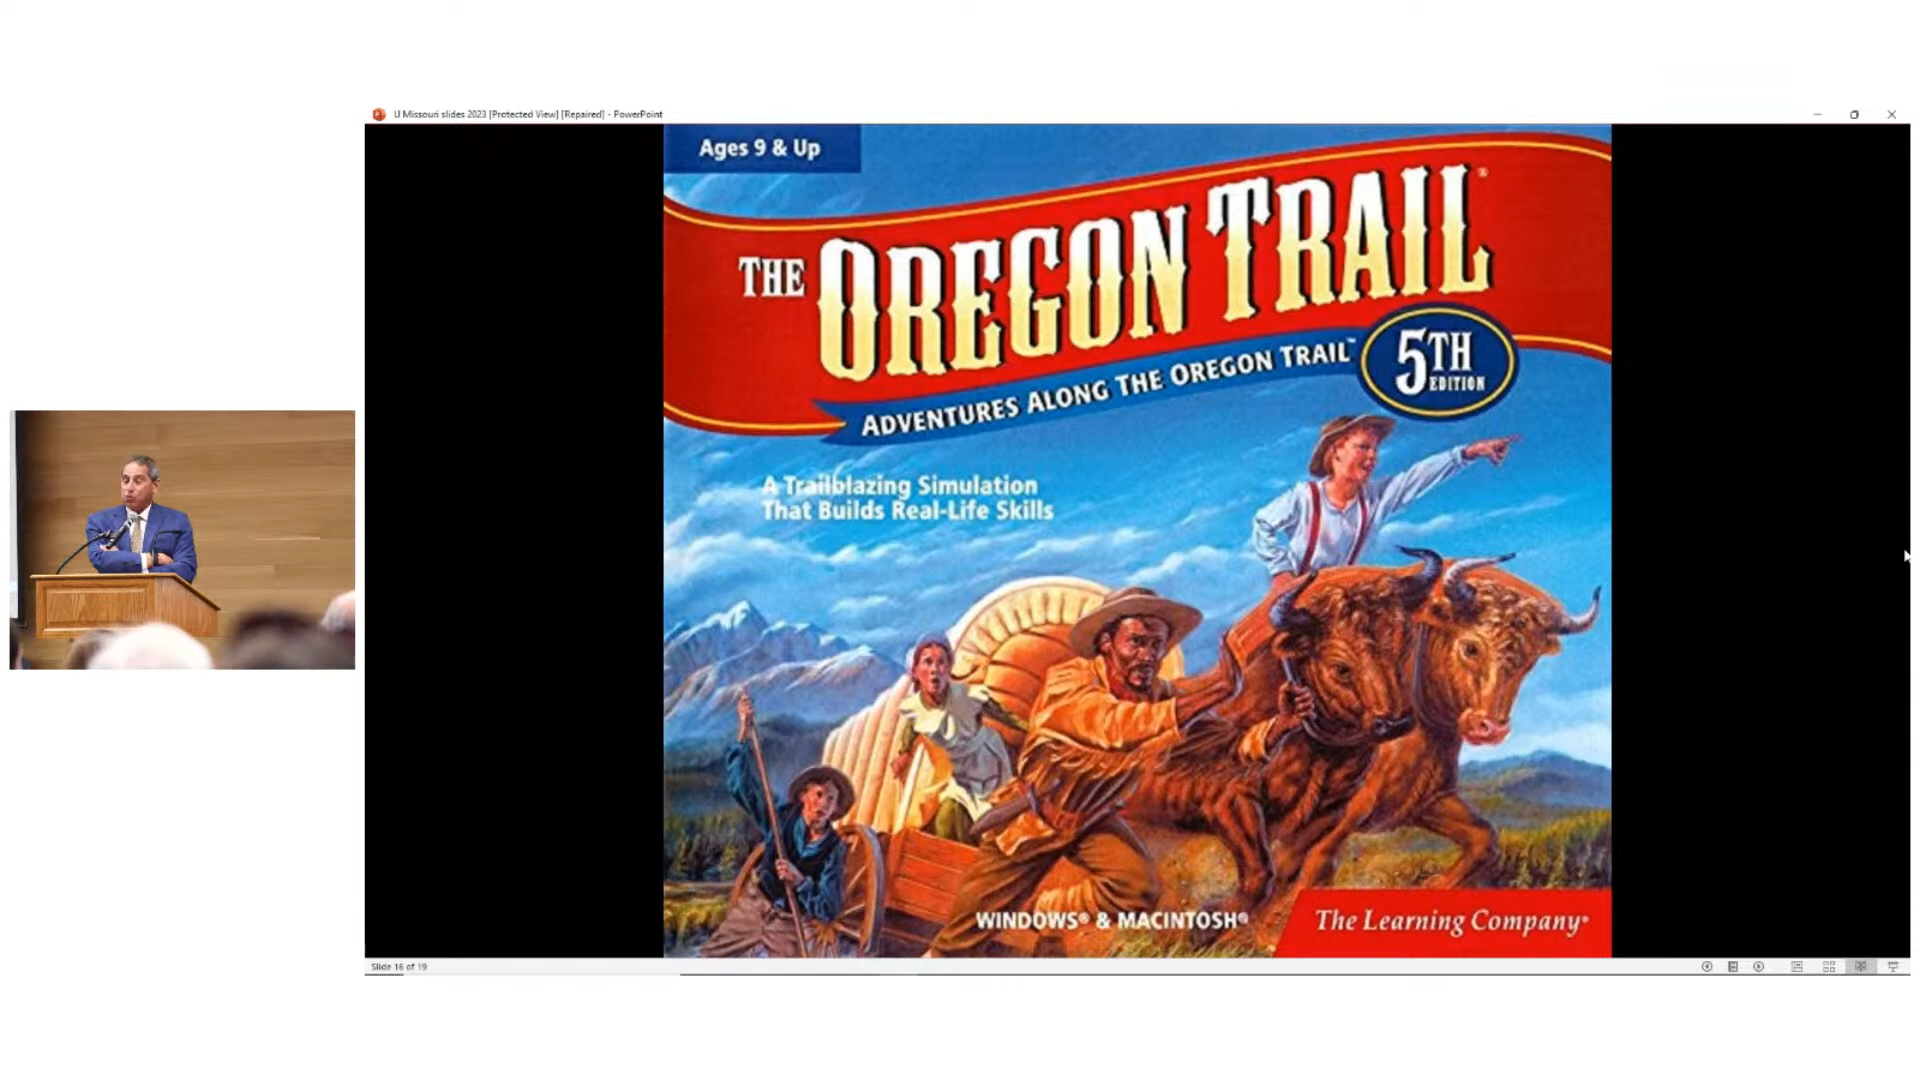 U Missouri slides 2023 [Protected View] [Repaired] - PowerPoint
Ages 9 & Up
THE OREGON TRAIL®
ADVENTURES ALONG THE OREGON TRAIL™
5TH
EDITION
A Trailblazing Simulation
That Builds Real-Life Skills
WINDOWS® & MACINTOSH®
The Learning Company®
Slide 16 of 19